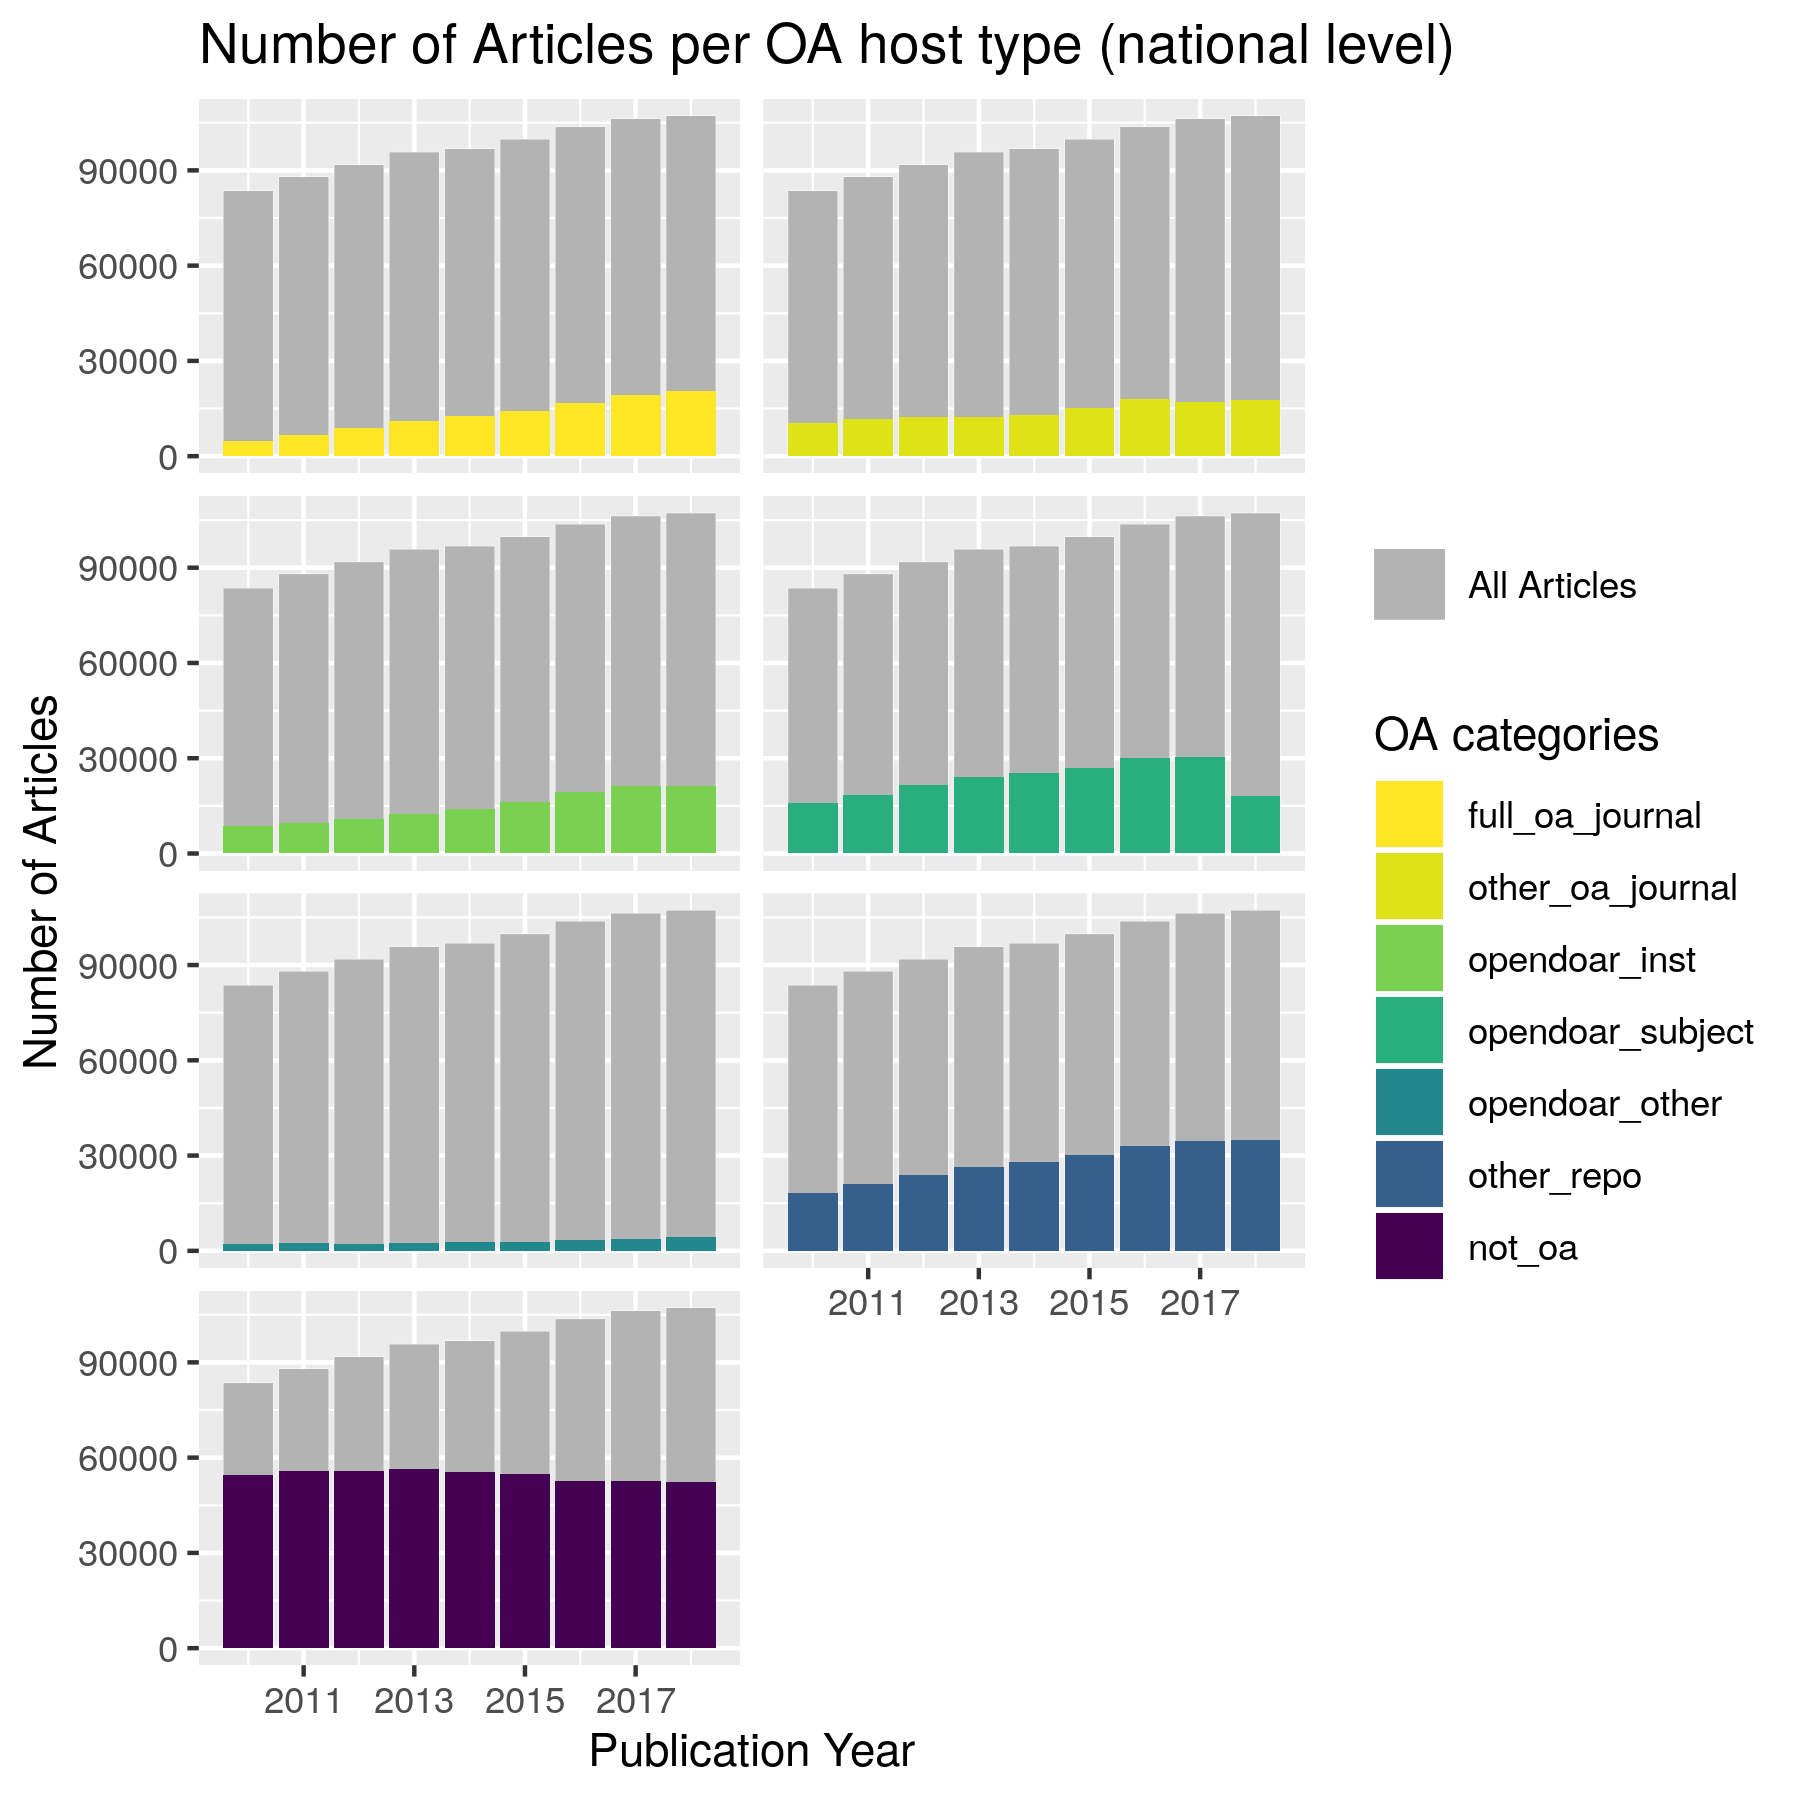 Number of Articles per OA host type (national level)
Number of Articles
90000
60000
30000
0
90000
60000
30000
0
90000
60000
30000
0
2011 2013 2015 2017
90000
60000
30000
0
2011 2013 2015 2017
Publication Year
All Articles
OA categories
full_oa_journal
other_oa_journal
opendoar_inst
opendoar_subject
opendoar_other
other_repo
not_oa